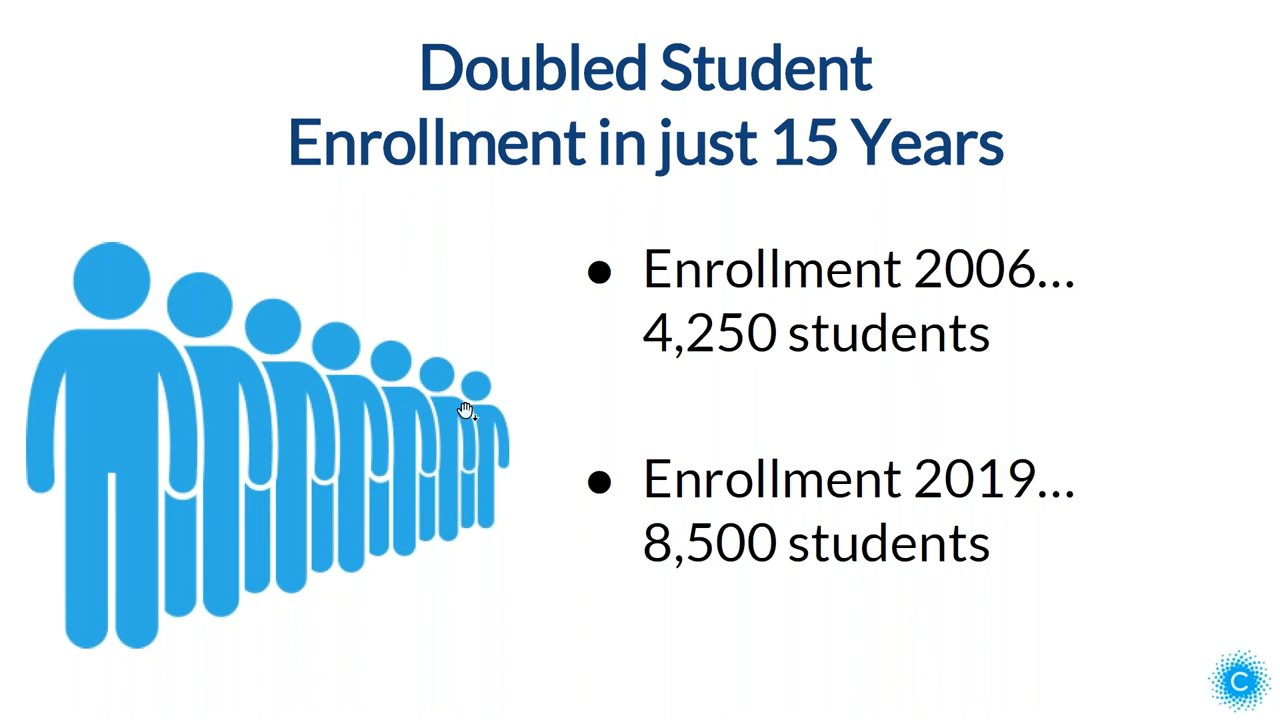 Doubled Student
Enrollment in just 15 Years
● Enrollment 2006…
4,250 students
● Enrollment 2019…
8,500 students
C